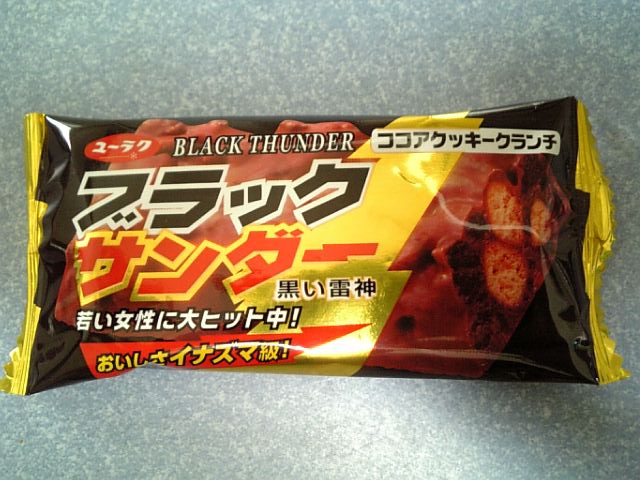 ユーラク
BLACK THUNDER
ココアクッキークランチ
ブラック
サンダー
黒い雷神
若い女性に大ヒット中!
おいしさイナズマ級!